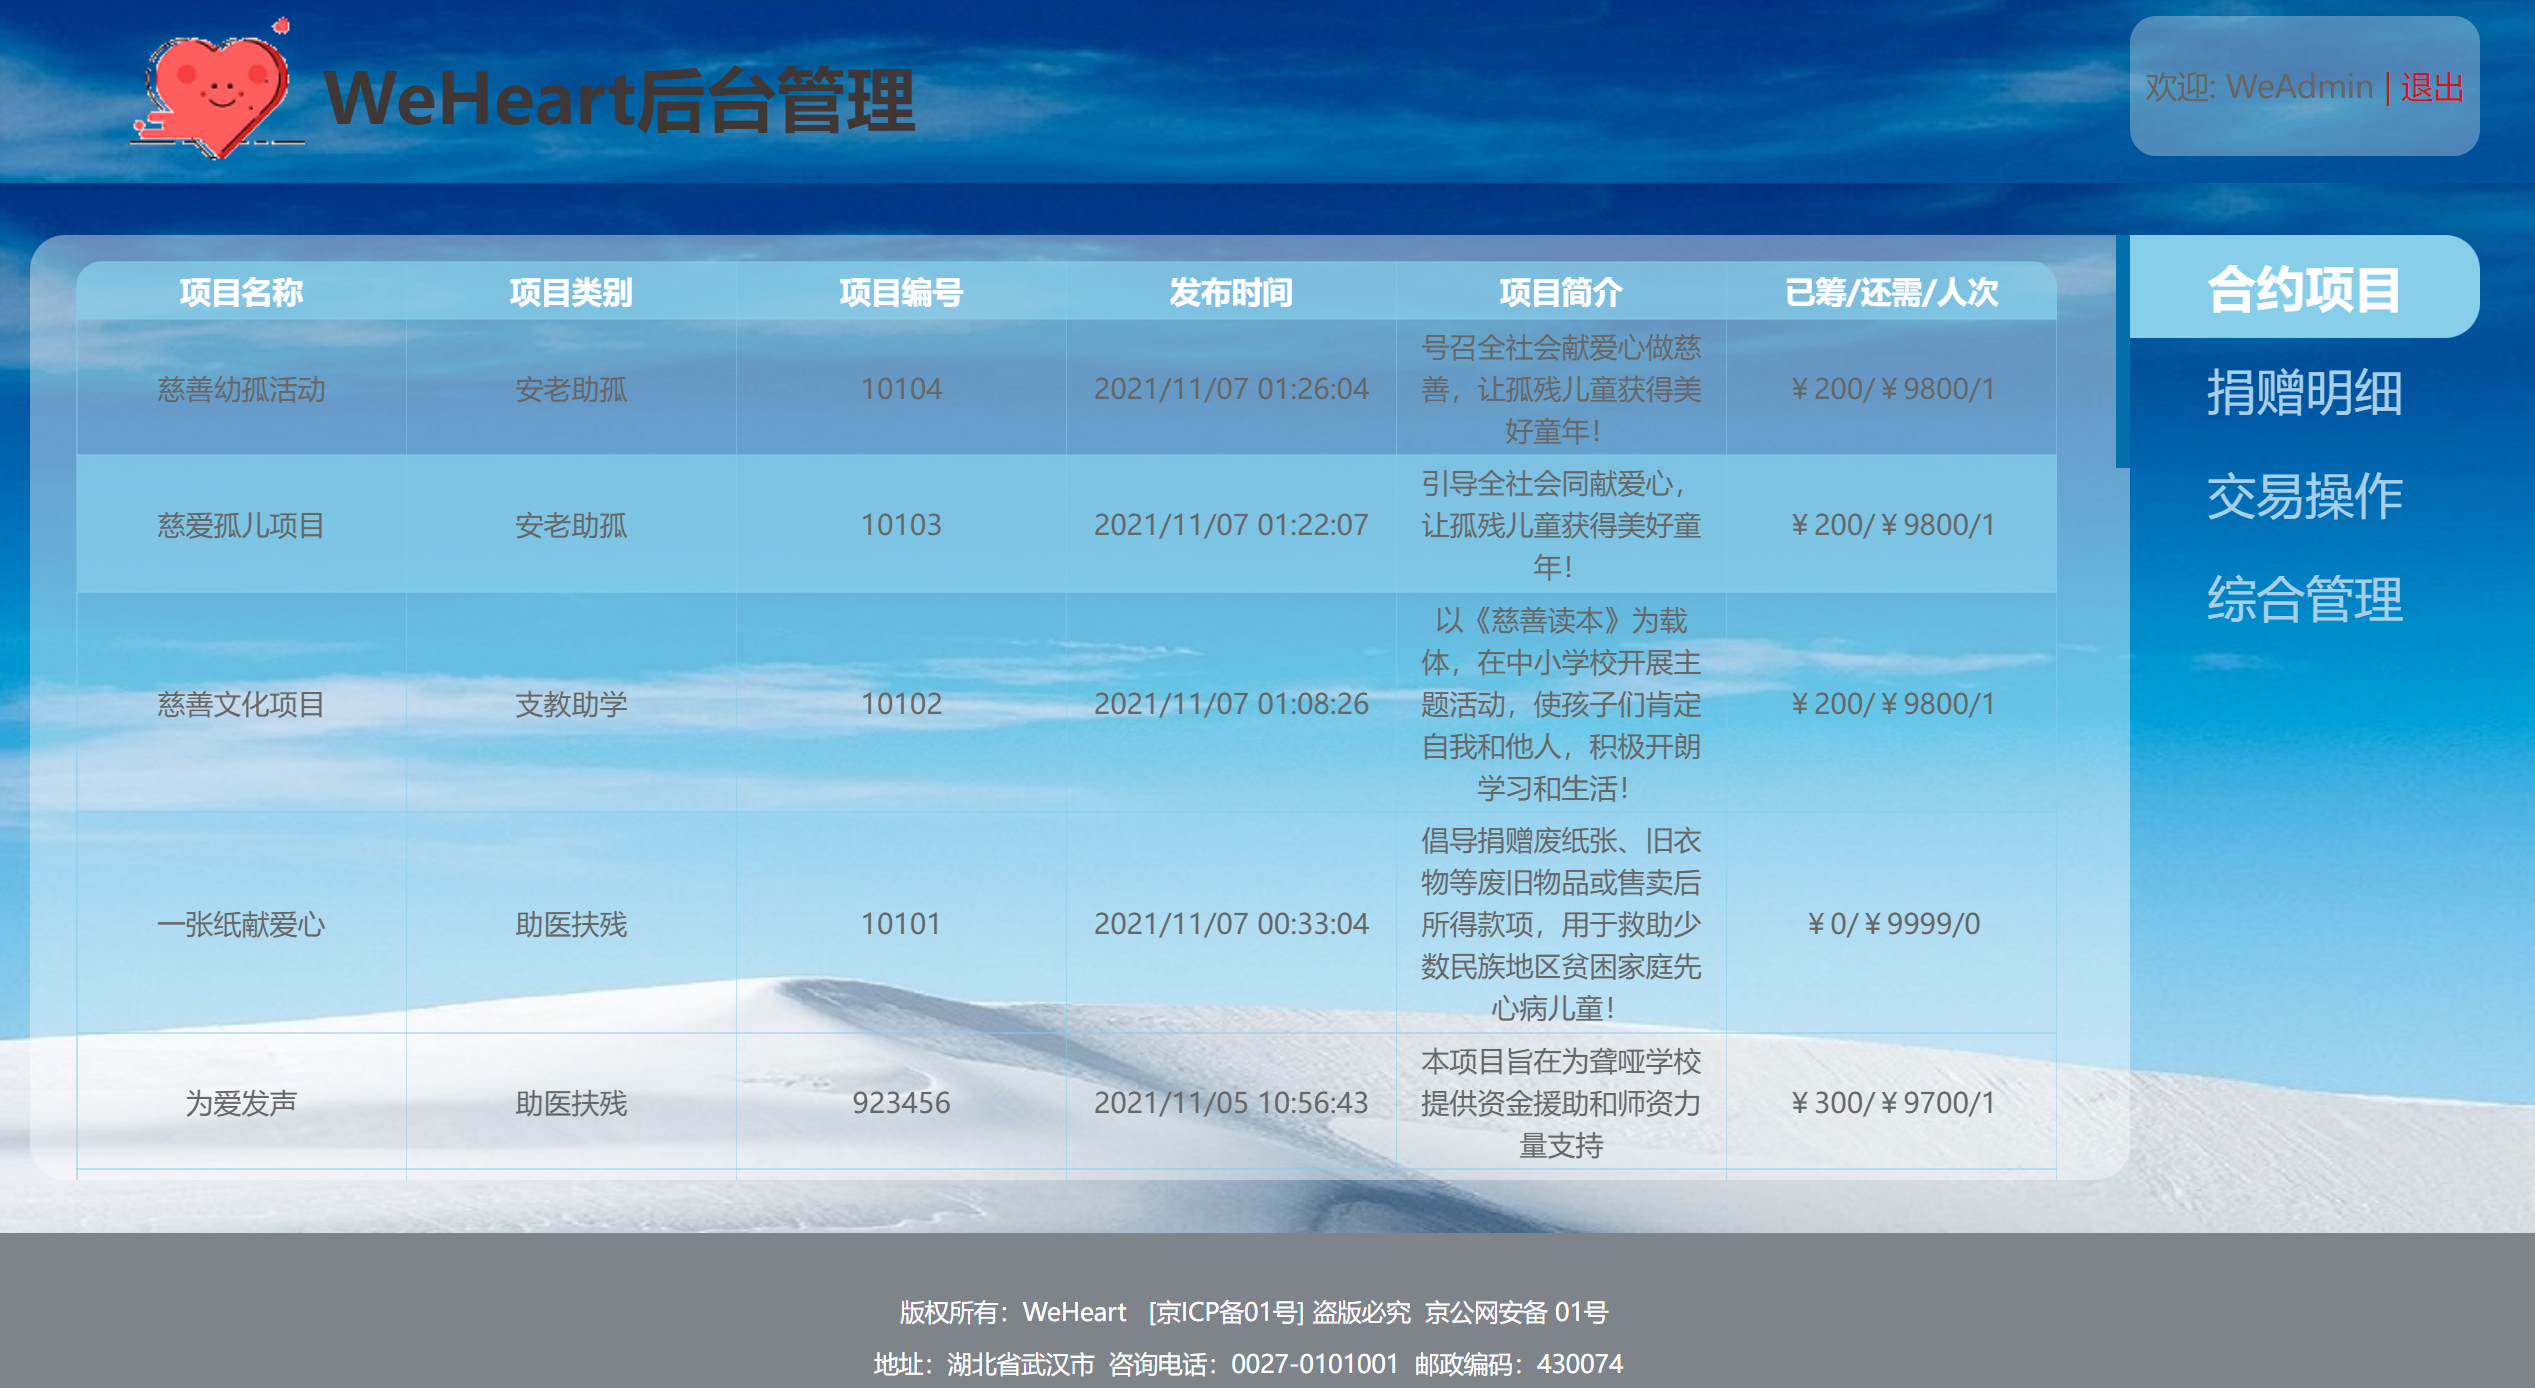 WeHeart后台管理
欢迎: WeAdmin | 退出
项目名称 项目类别 项目编号 发布时间 项目简介 已筹/还需/人次
慈善幼孤活动 安老助孤 10104 2021/11/07 01:26:04 号召全社会献爱心做慈
善，让孤残儿童获得美
好童年！
￥200/￥9800/1
慈爱孤儿项目 安老助孤 10103 2021/11/07 01:22:07 引导全社会同献爱心，
让孤残儿童获得美好童
年！
￥200/￥9800/1
慈善文化项目 支教助学 10102 2021/11/07 01:08:26 以《慈善读本》为载
体，在中小学校开展主
题活动，使孩子们肯定
自我和他人，积极开朗
学习和生活！
￥200/￥9800/1
一张纸献爱心 助医扶残 10101 2021/11/07 00:33:04 倡导捐赠废纸张、旧衣
物等废旧物品或售卖后
所得款项，用于救助少
数民族地区贫困家庭先
心病儿童！
￥0/￥9999/0
为爱发声 助医扶残 923456 2021/11/05 10:56:43 本项目旨在为聋哑学校
提供资金援助和师资力
量支持
￥300/￥9700/1
合约项目
捐赠明细
交易操作
综合管理
版权所有：WeHeart [京ICP备01号] 盗版必究 京公网安备 01号
地址：湖北省武汉市 咨询电话：0027-0101001 邮政编码：430074